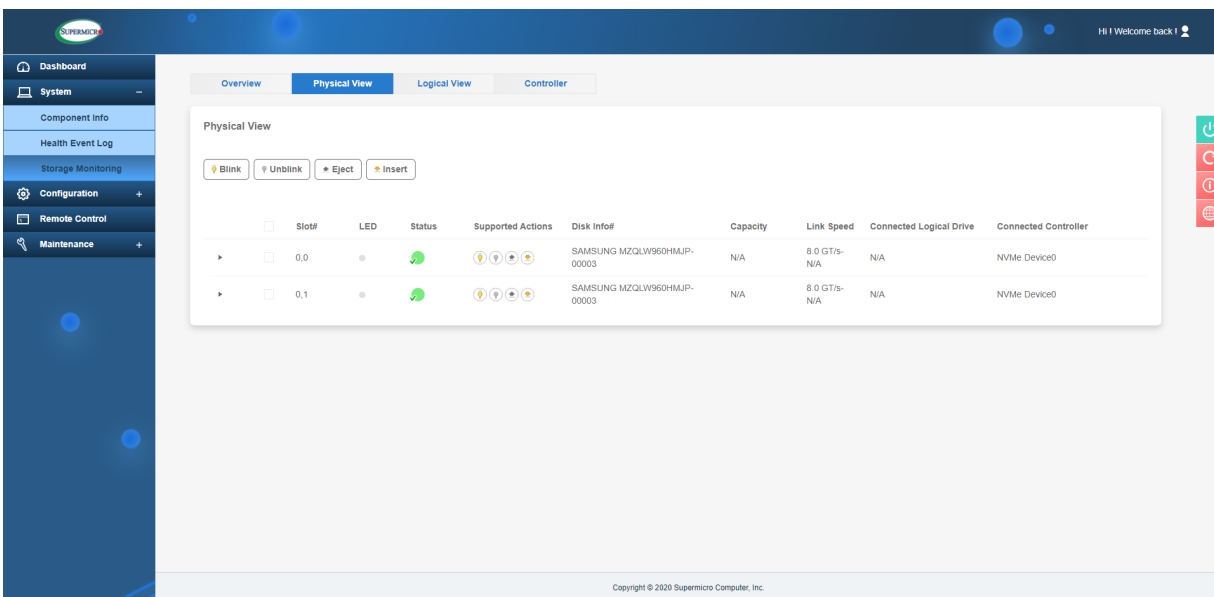 SUPERMICRO
Hi ! Welcome back !
Dashboard
System −
Component Info
Health Event Log
Storage Monitoring
Configuration +
Remote Control
Maintenance +
Overview Physical View Logical View Controller
Physical View
Blink Unblink Eject Insert
Slot# LED Status Supported Actions Disk Info# Capacity Link Speed Connected Logical Drive Connected Controller
0,0 SAMSUNG MZQLW960HMJP-00003 N/A 8.0 GT/s-N/A N/A NVMe Device0
0,1 SAMSUNG MZQLW960HMJP-00003 N/A 8.0 GT/s-N/A N/A NVMe Device0
Copyright © 2020 Supermicro Computer, Inc.